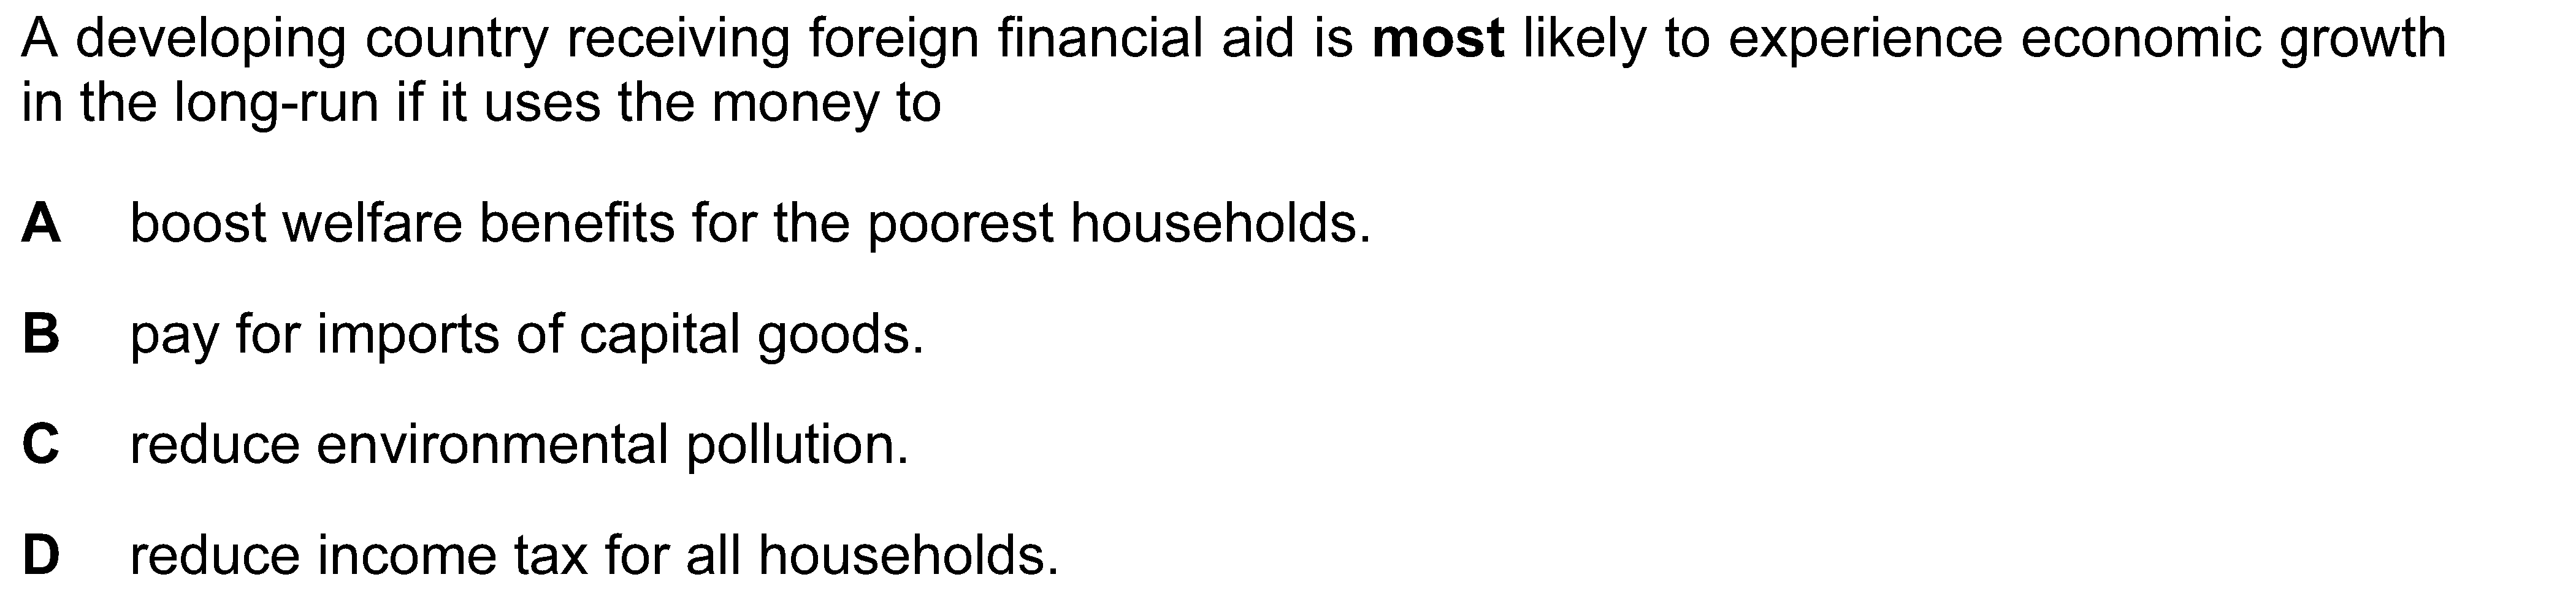 A developing country receiving foreign financial aid is most likely to experience economic growth
in the long-run if it uses the money to
A boost welfare benefits for the poorest households.
B pay for imports of capital goods.
C reduce environmental pollution.
D reduce income tax for all households.